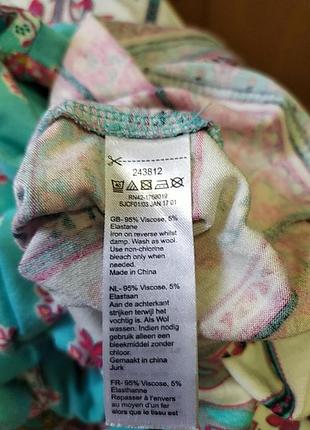 243812
RN42-1768019
SJCF01/03 JAN 17 01
GB- 95% Viscose, 5%
Elastane
Iron on reverse whilst
damp. Wash as wool.
Use non-chlorine
bleach only when
needed.
Made in China
NL- 95% Viscose, 5%
Elastaan
Aan de achterkant
strijken terwijl het
vochtig is. Als Wol
wassen. Indien nodig
gebruik alleen een
bleekmiddel zonder
chloor.
Gemaakt in china
Jurk
FR- 95% Viscose, 5%
Elasthanne
Repasser à l'envers
au moyen d'un fer
alors que le tissu est